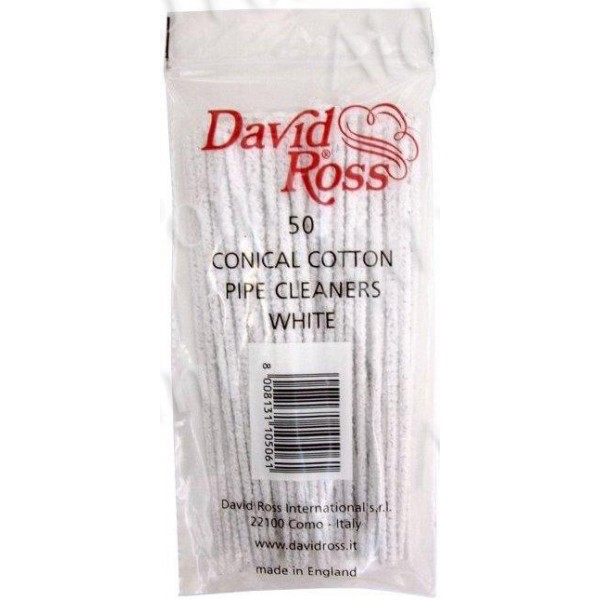 David
Ross®
50
CONICAL COTTON
PIPE CLEANERS
WHITE
8 008131 105061
David Ross International s.r.l.
22100 Como - Italy
www.davidross.it
made in England